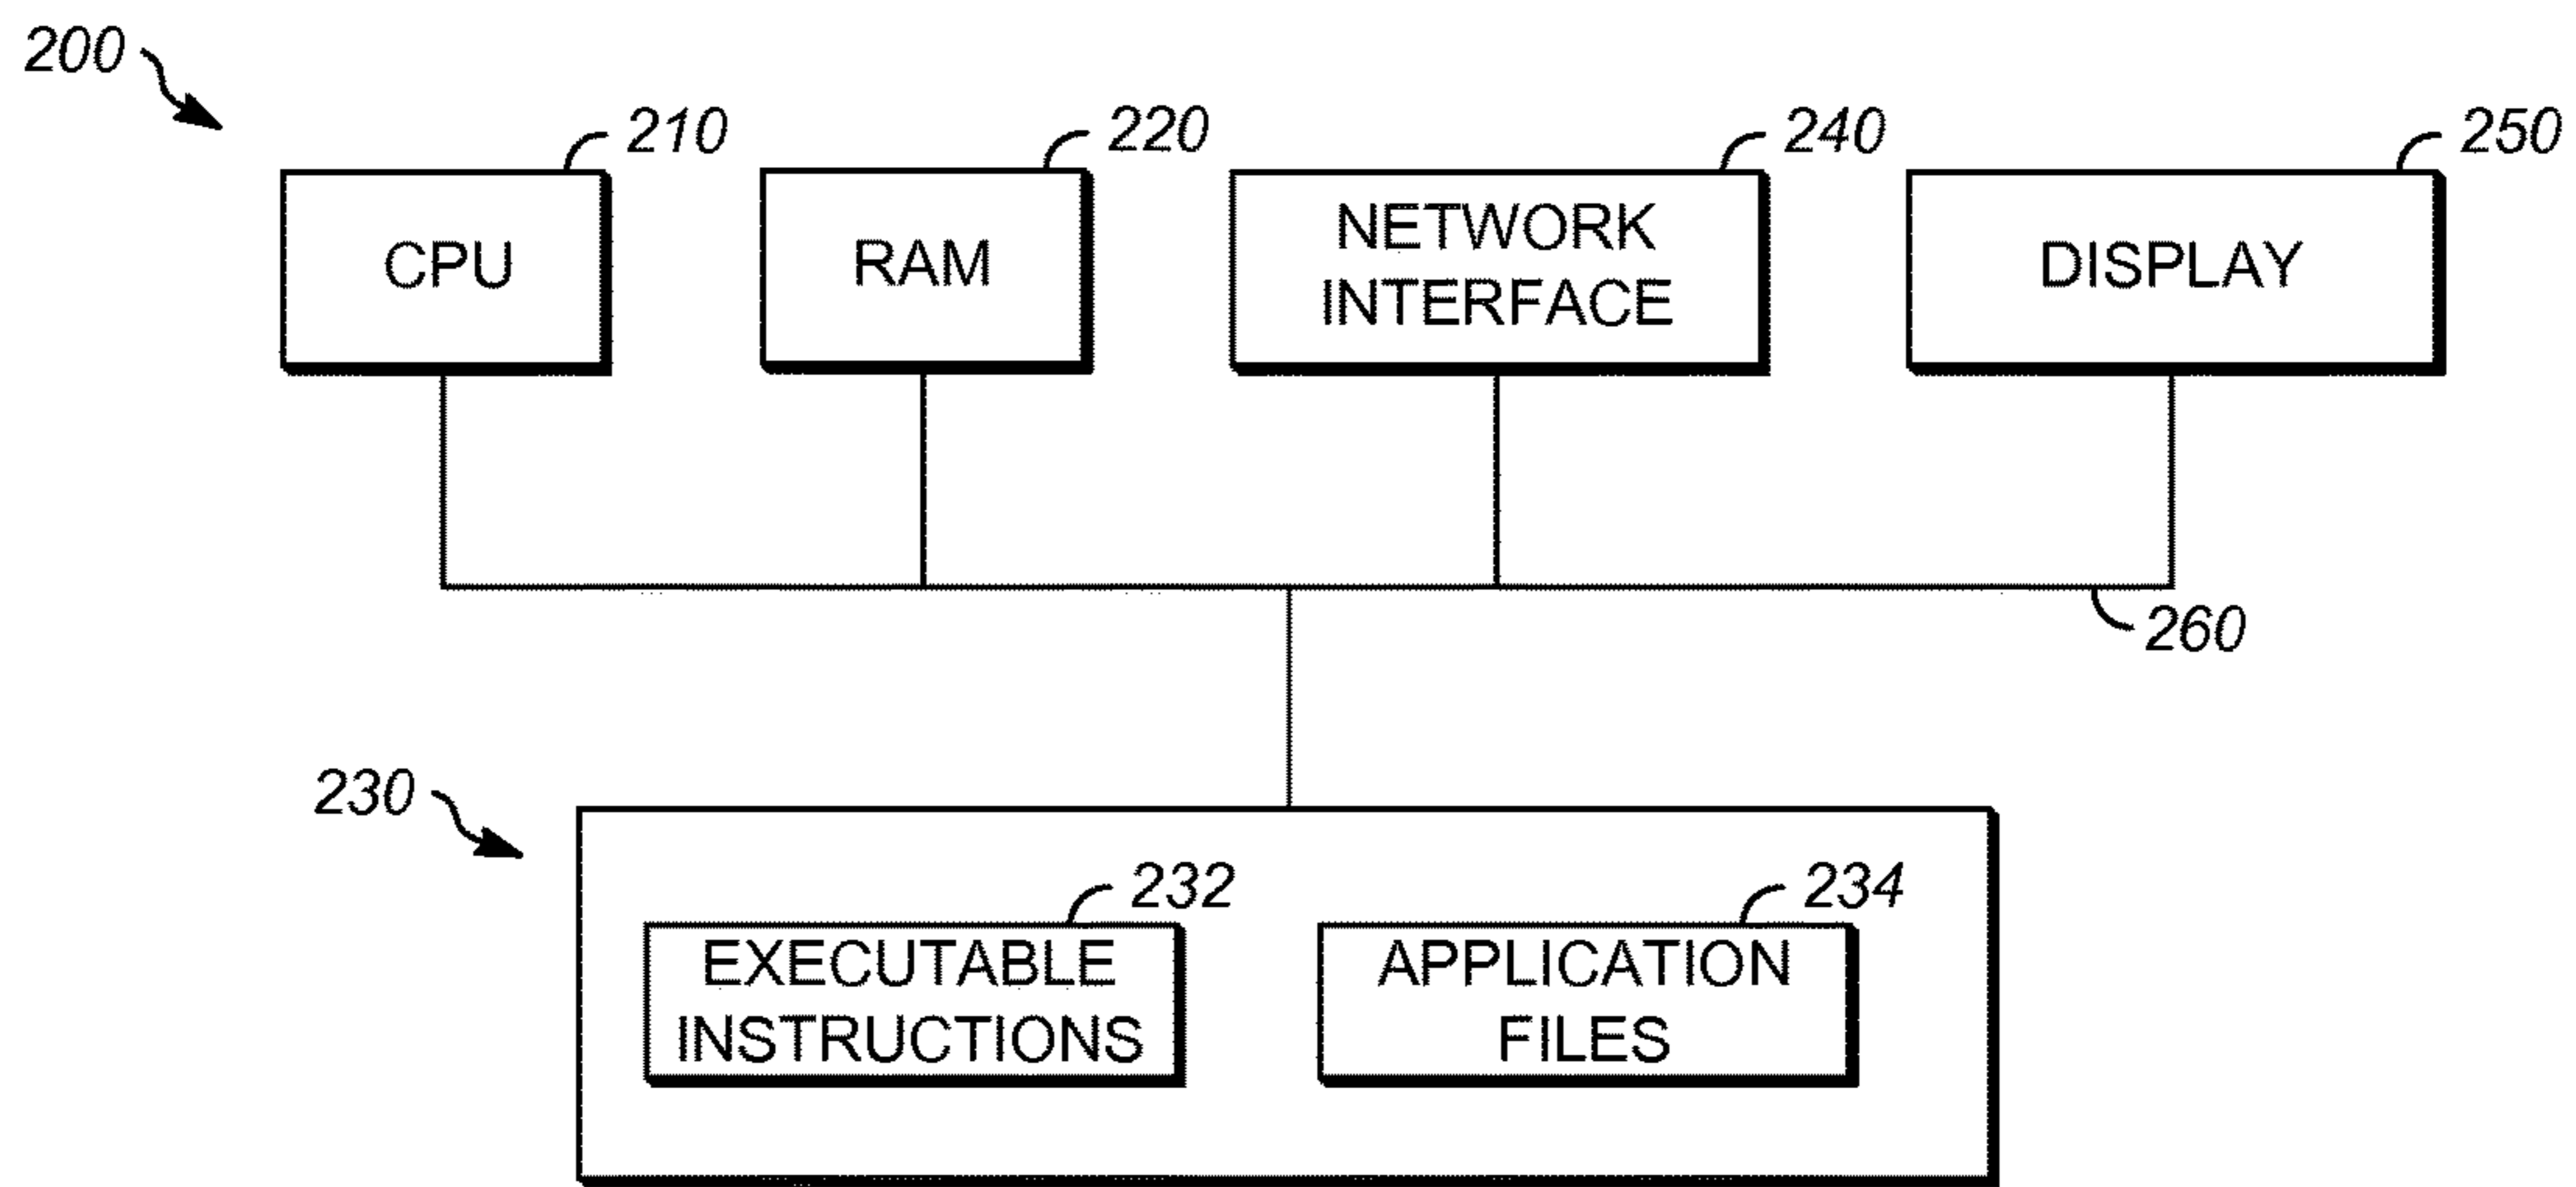 200
210
220
240
250
CPU
RAM
NETWORK
INTERFACE
DISPLAY
260
230
232
234
EXECUTABLE
INSTRUCTIONS
APPLICATION
FILES